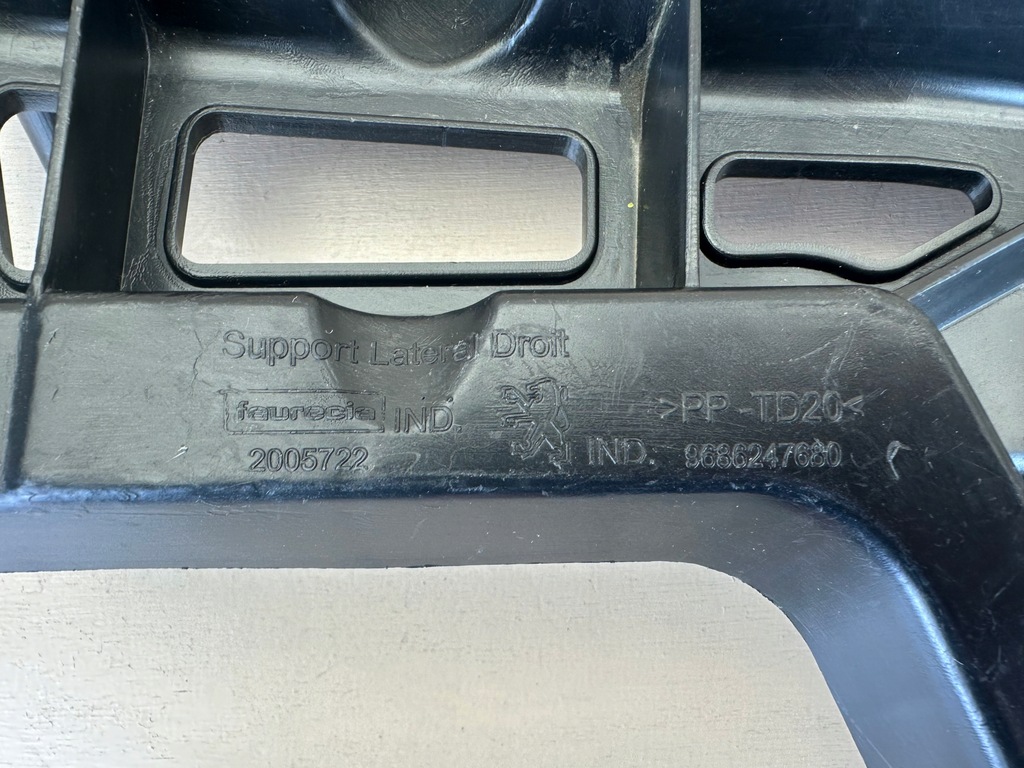 Support Lateral Droit
faurecia IND. >PP-TD20<
2005722 IND. 9686247680